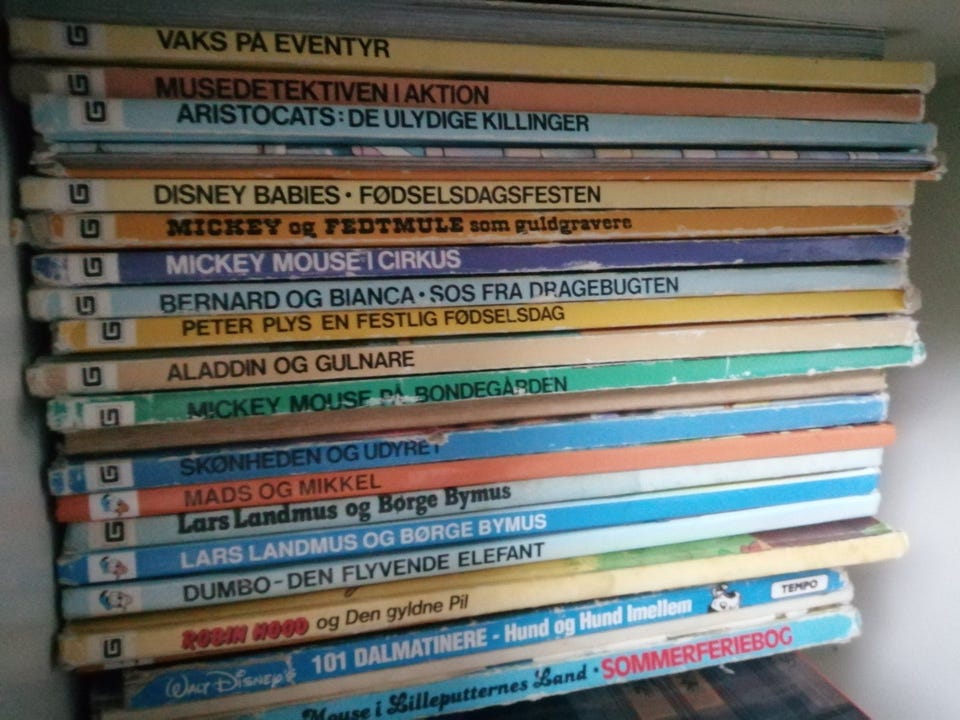 G VAKS PÅ EVENTYR
G MUSEDETEKTIVEN I AKTION
G ARISTOCATS: DE ULYDIGE KILLINGER
G DISNEY BABIES • FØDSELSDAGSFESTEN
G MICKEY og FEDTMULE som guldgravere
G MICKEY MOUSE I CIRKUS
G BERNARD OG BIANCA • SOS FRA DRAGEBUGTEN
G PETER PLYS EN FESTLIG FØDSELSDAG
G ALADDIN OG GULNARE
G MICKEY MOUSE PÅ BONDEGÅRDEN
G SKØNHEDEN OG UDYRET
MADS OG MIKKEL
G Lars Landmus og Børge Bymus
LARS LANDMUS OG BØRGE BYMUS
DUMBO - DEN FLYVENDE ELEFANT
G ROBIN HOOD og Den gyldne Pil
WALT DISNEY 101 DALMATINERE - Hund og Hund Imellem TEMPO
Mouse i Lilleputternes Land • SOMMERFERIEBOG